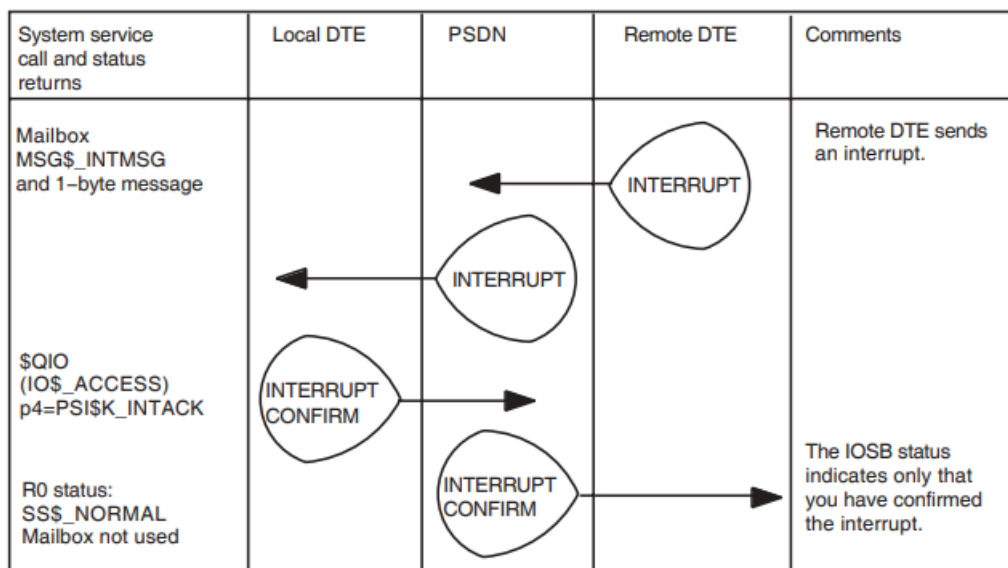 System service
call and status
returns
Local DTE
PSDN
Remote DTE
Comments
Mailbox
MSG$_INTMSG
and 1–byte message
INTERRUPT
Remote DTE sends
an interrupt.
INTERRUPT
$QIO
(IO$_ACCESS)
p4=PSI$K_INTACK
INTERRUPT
CONFIRM
R0 status:
SS$_NORMAL
Mailbox not used
INTERRUPT
CONFIRM
The IOSB status
indicates only that
you have confirmed
the interrupt.